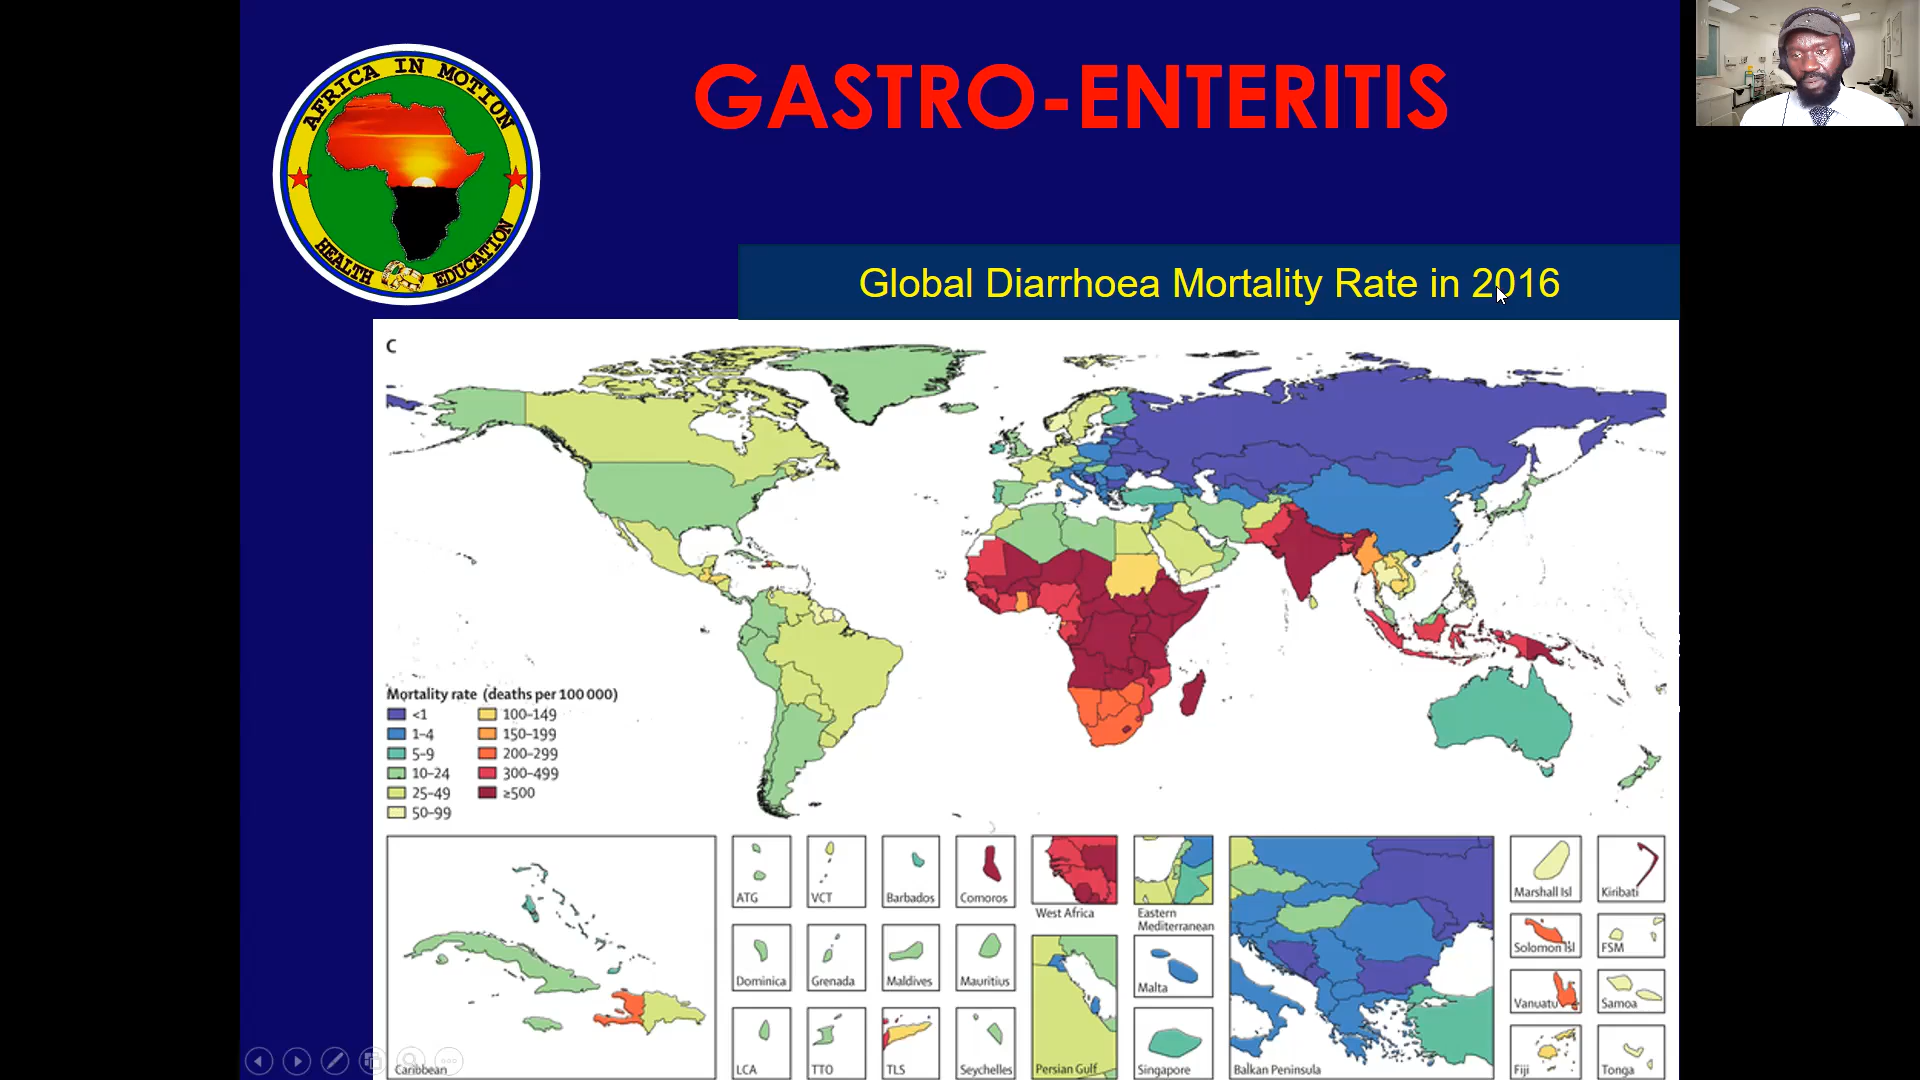 AFRICA IN MOTION
HEALTH EDUCATION
GASTRO-ENTERITIS
Global Diarrhoea Mortality Rate in 2016
C
Mortality rate (deaths per 100 000)
<1
1–4
5–9
10–24
25–49
50–99
100–149
150–199
200–299
300–499
≥500
Caribbean
ATG
VCT
Barbados
Comoros
West Africa
Eastern
Mediterranean
Dominica
Grenada
Maldives
Mauritius
Malta
LCA
TTO
TLS
Seychelles
Persian Gulf
Singapore
Balkan Peninsula
Marshall Isl
Kiribati
Solomon Isl
FSM
Vanuatu
Samoa
Fiji
Tonga